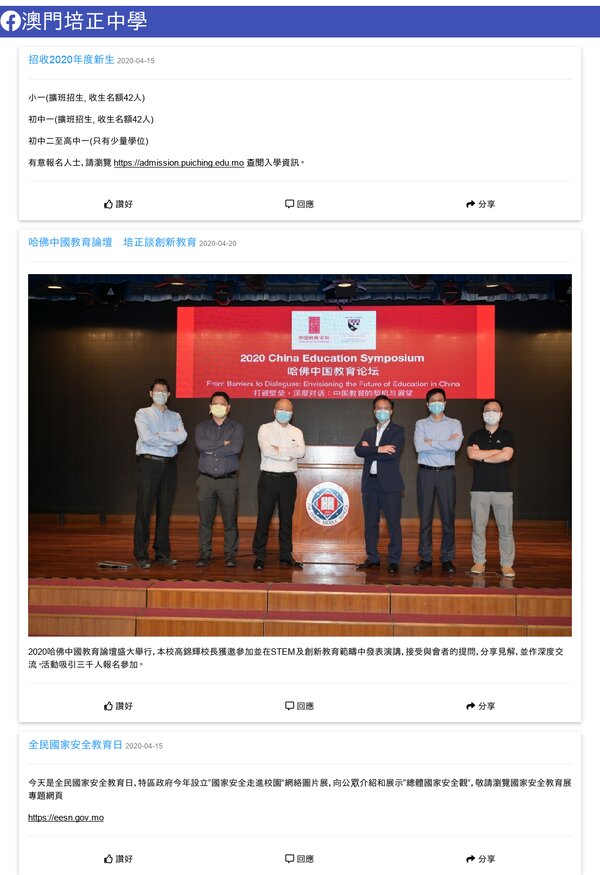 澳門培正中學
招收2020年度新生 2020-04-15
小一(擴班招生, 收生名額42人)
初中一(擴班招生, 收生名額42人)
初中二至高中一(只有少量學位)
有意報名人士，請瀏覽 https://admission.puiching.edu.mo 查閱入學資訊。
讚好 回應 分享
哈佛中國教育論壇　培正談創新教育 2020-04-20
中国教育论坛
2020 China Education Symposium
哈佛中国教育论坛
From Barriers to Dialogues: Envisioning the Future of Education in China
打破壁垒，深度对话：中国教育的契机与展望
2020哈佛中國教育論壇盛大舉行，本校高錦輝校長獲邀參加並在STEM及創新教育範疇中發表演講，接受與會者的提問，分享見解，並作深度交
流。活動吸引三千人報名參加。
讚好 回應 分享
全民國家安全教育日 2020-04-15
今天是全民國家安全教育日，特區政府今年設立"國家安全走進校園"網絡圖片展，向公眾介紹和展示"總體國家安全觀"，敬請瀏覽國家安全教育展
專題網頁
https://eesn.gov.mo
讚好 回應 分享